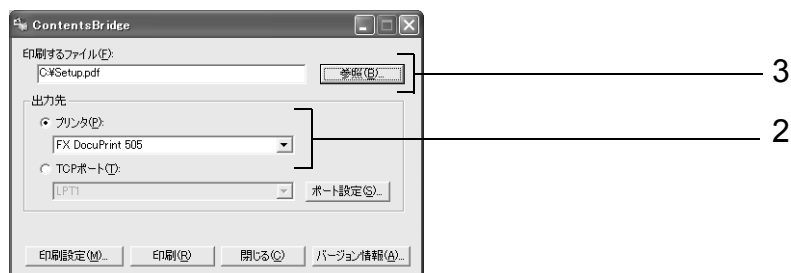 ContentsBridge
印刷するファイル(F):
C:¥Setup.pdf
参照(B)...
3
出力先
プリンタ(P):
2
FX DocuPrint 505
TCPポート(T):
LPT1
ポート設定(S)...
印刷設定(M)...
印刷(R)
閉じる(C)
バージョン情報(A)...